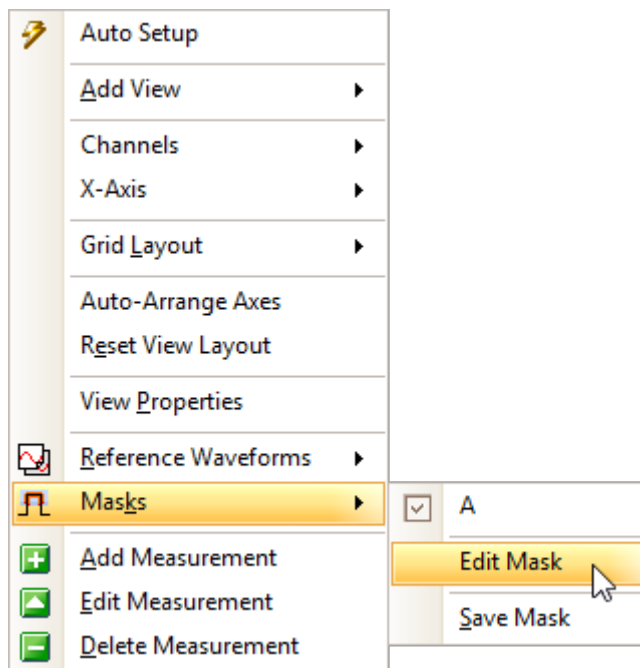 Auto Setup
Add View
Channels
X-Axis
Grid Layout
Auto-Arrange Axes
Reset View Layout
View Properties
Reference Waveforms
Masks
A
Add Measurement
Edit Mask
Edit Measurement
Save Mask
Delete Measurement